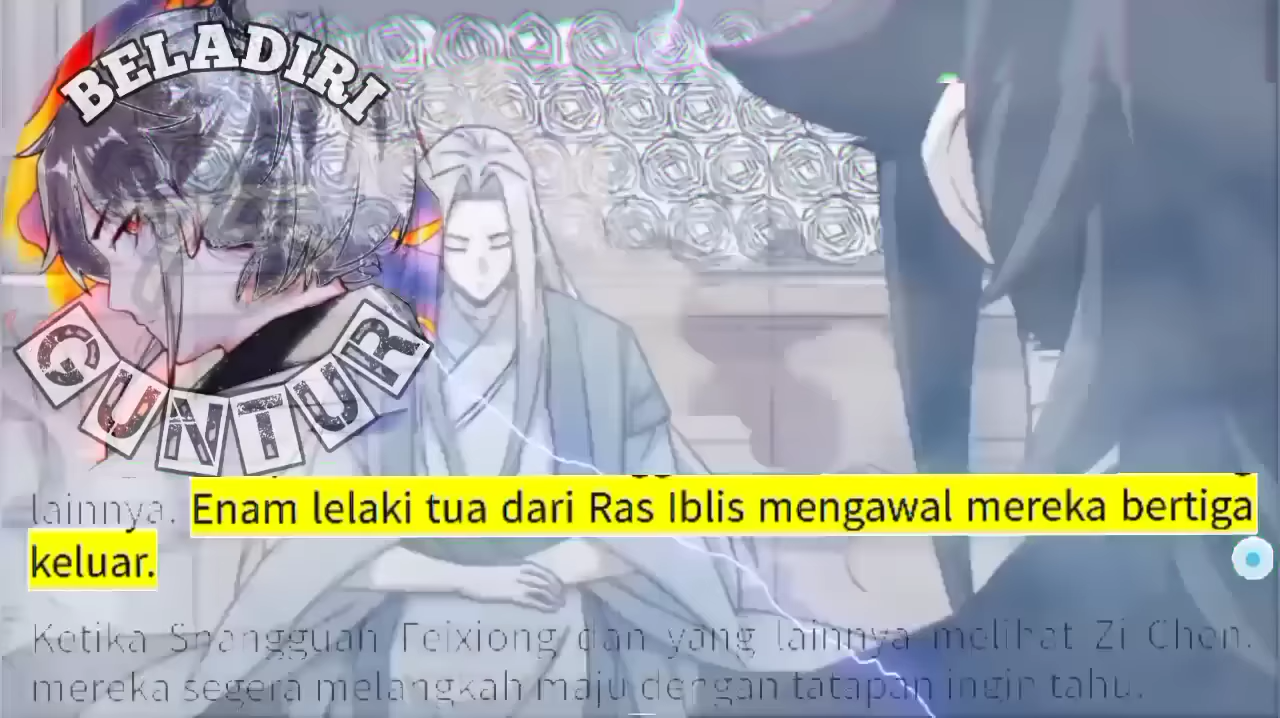 BELADIRI
GUNTUR
lainnya. Enam lelaki tua dari Ras Iblis mengawal mereka bertiga
keluar.
Ketika Shangguan Feixiong dan yang lainnya melihat Zi Chen,
mereka segera melangkah maju dengan tatapan ingin tahu.